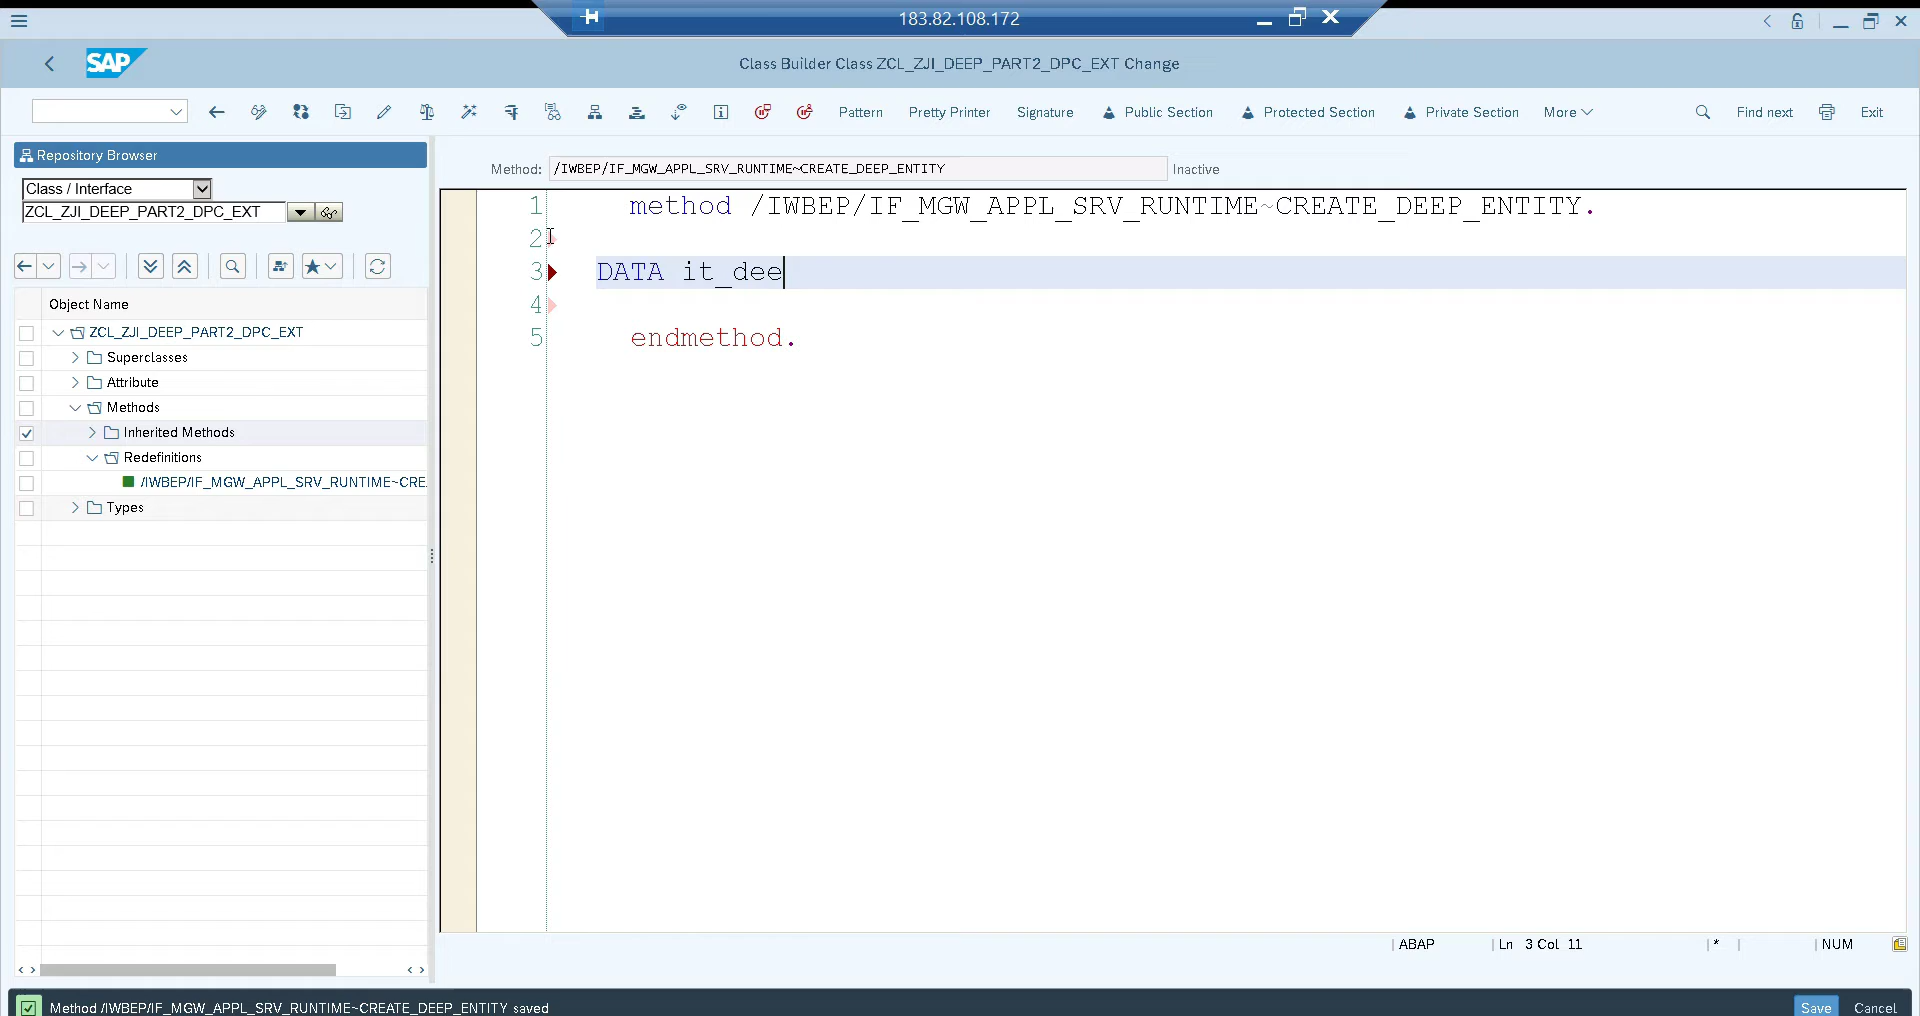 183.82.108.172
SAP
Class Builder Class ZCL_ZJI_DEEP_PART2_DPC_EXT Change
Pattern Pretty Printer Signature Public Section Protected Section Private Section More Find next Exit
Repository Browser
Class / Interface
ZCL_ZJI_DEEP_PART2_DPC_EXT
Object Name
ZCL_ZJI_DEEP_PART2_DPC_EXT
Superclasses
Attribute
Methods
Inherited Methods
Redefinitions
/IWBEP/IF_MGW_APPL_SRV_RUNTIME~CRE.
Types
Method: /IWBEP/IF_MGW_APPL_SRV_RUNTIME~CREATE_DEEP_ENTITY Inactive
1 method /IWBEP/IF_MGW_APPL_SRV_RUNTIME~CREATE_DEEP_ENTITY.
2
3 DATA it_dee
4
5 endmethod.
ABAP Ln 3 Col 11 * NUM
Method /IWBEP/IF_MGW_APPL_SRV_RUNTIME~CREATE_DEEP_ENTITY saved
Save Cancel